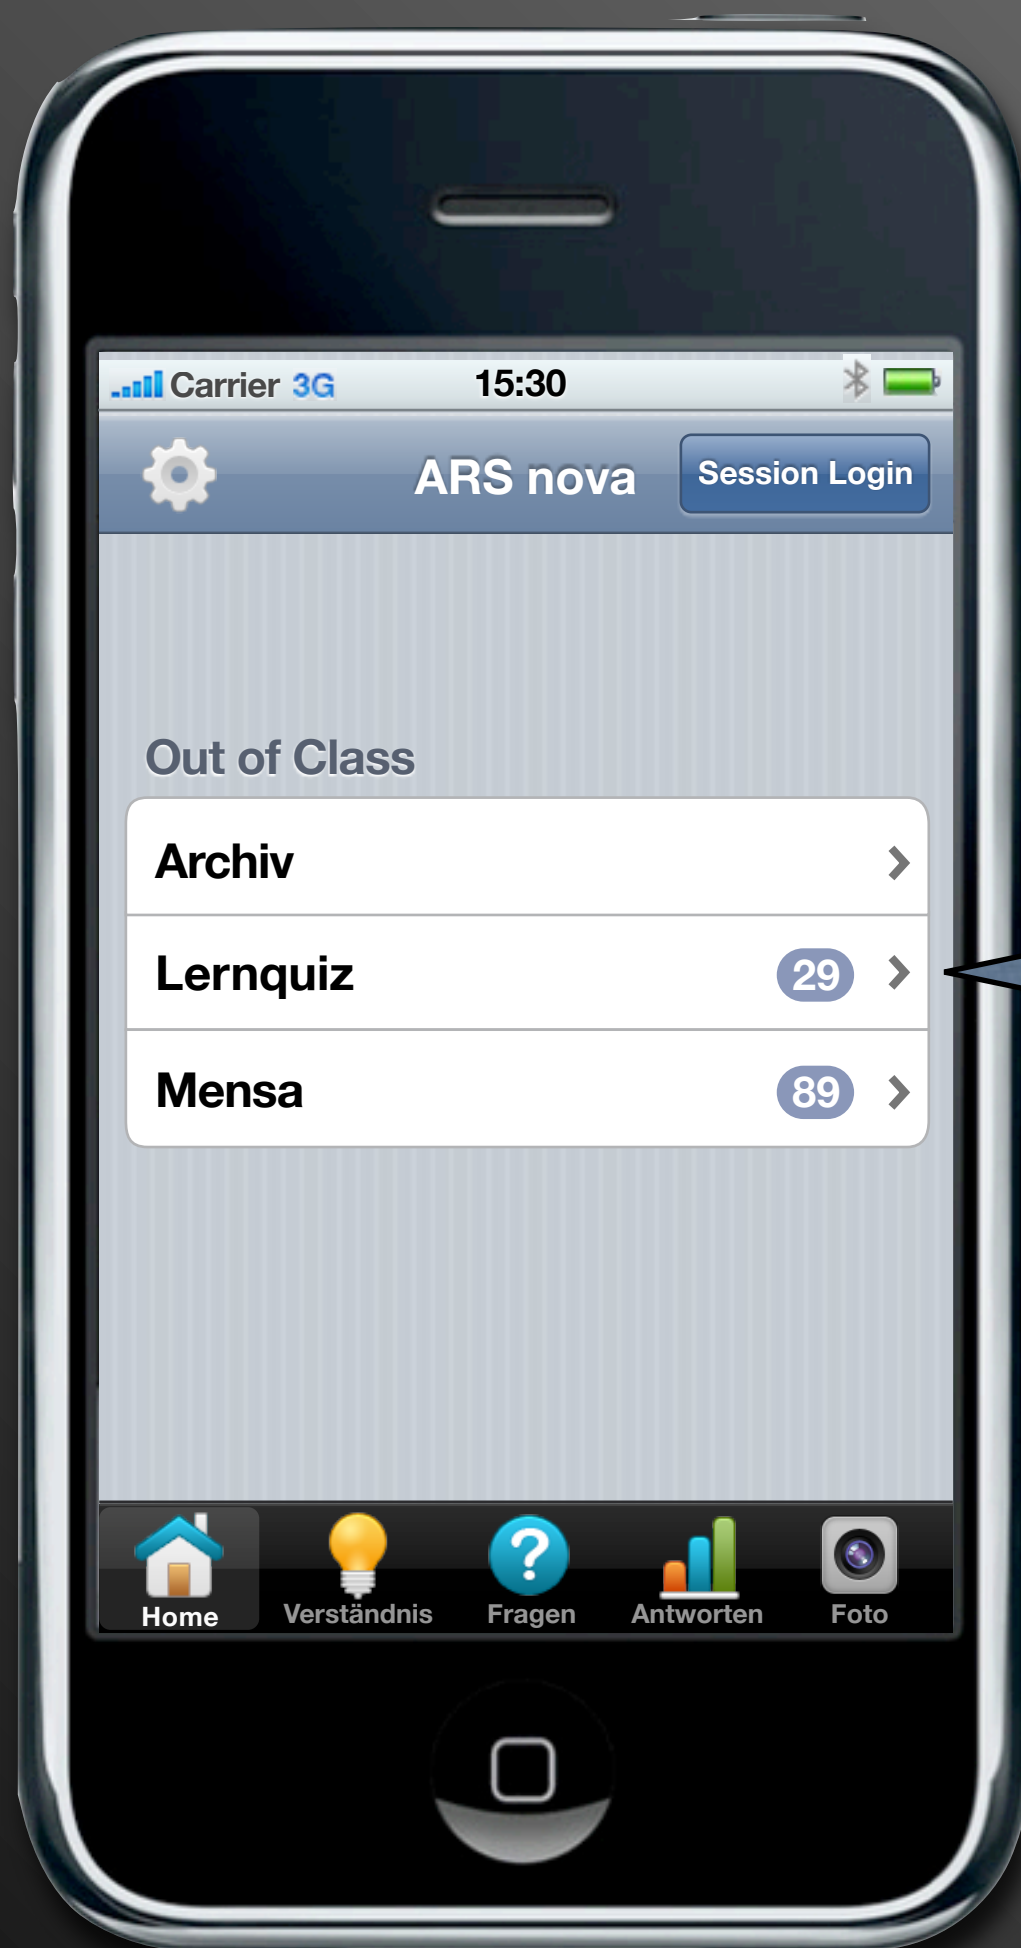 Carrier 3G 15:30
ARS nova Session Login
Out of Class
Archiv
Lernquiz 29
Mensa 89
?
Home Verständnis Fragen Antworten Foto